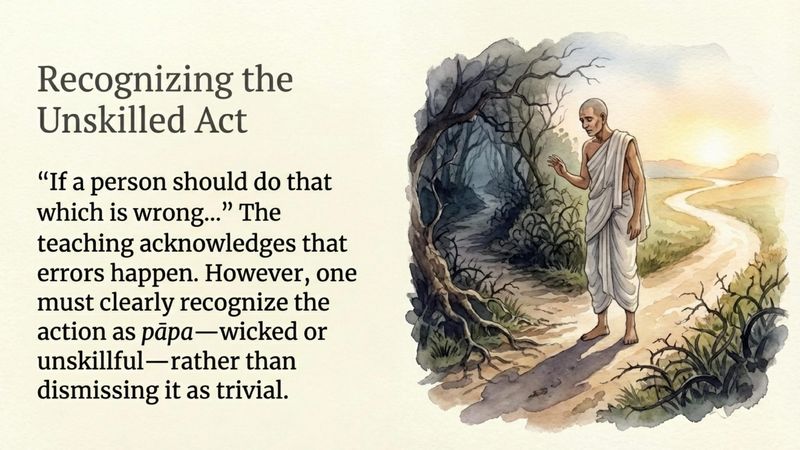 Recognizing the
Unskilled Act
“If a person should do that
which is wrong...” The
teaching acknowledges that
errors happen. However, one
must clearly recognize the
action as pāpa—wicked or
unskillful—rather than
dismissing it as trivial.